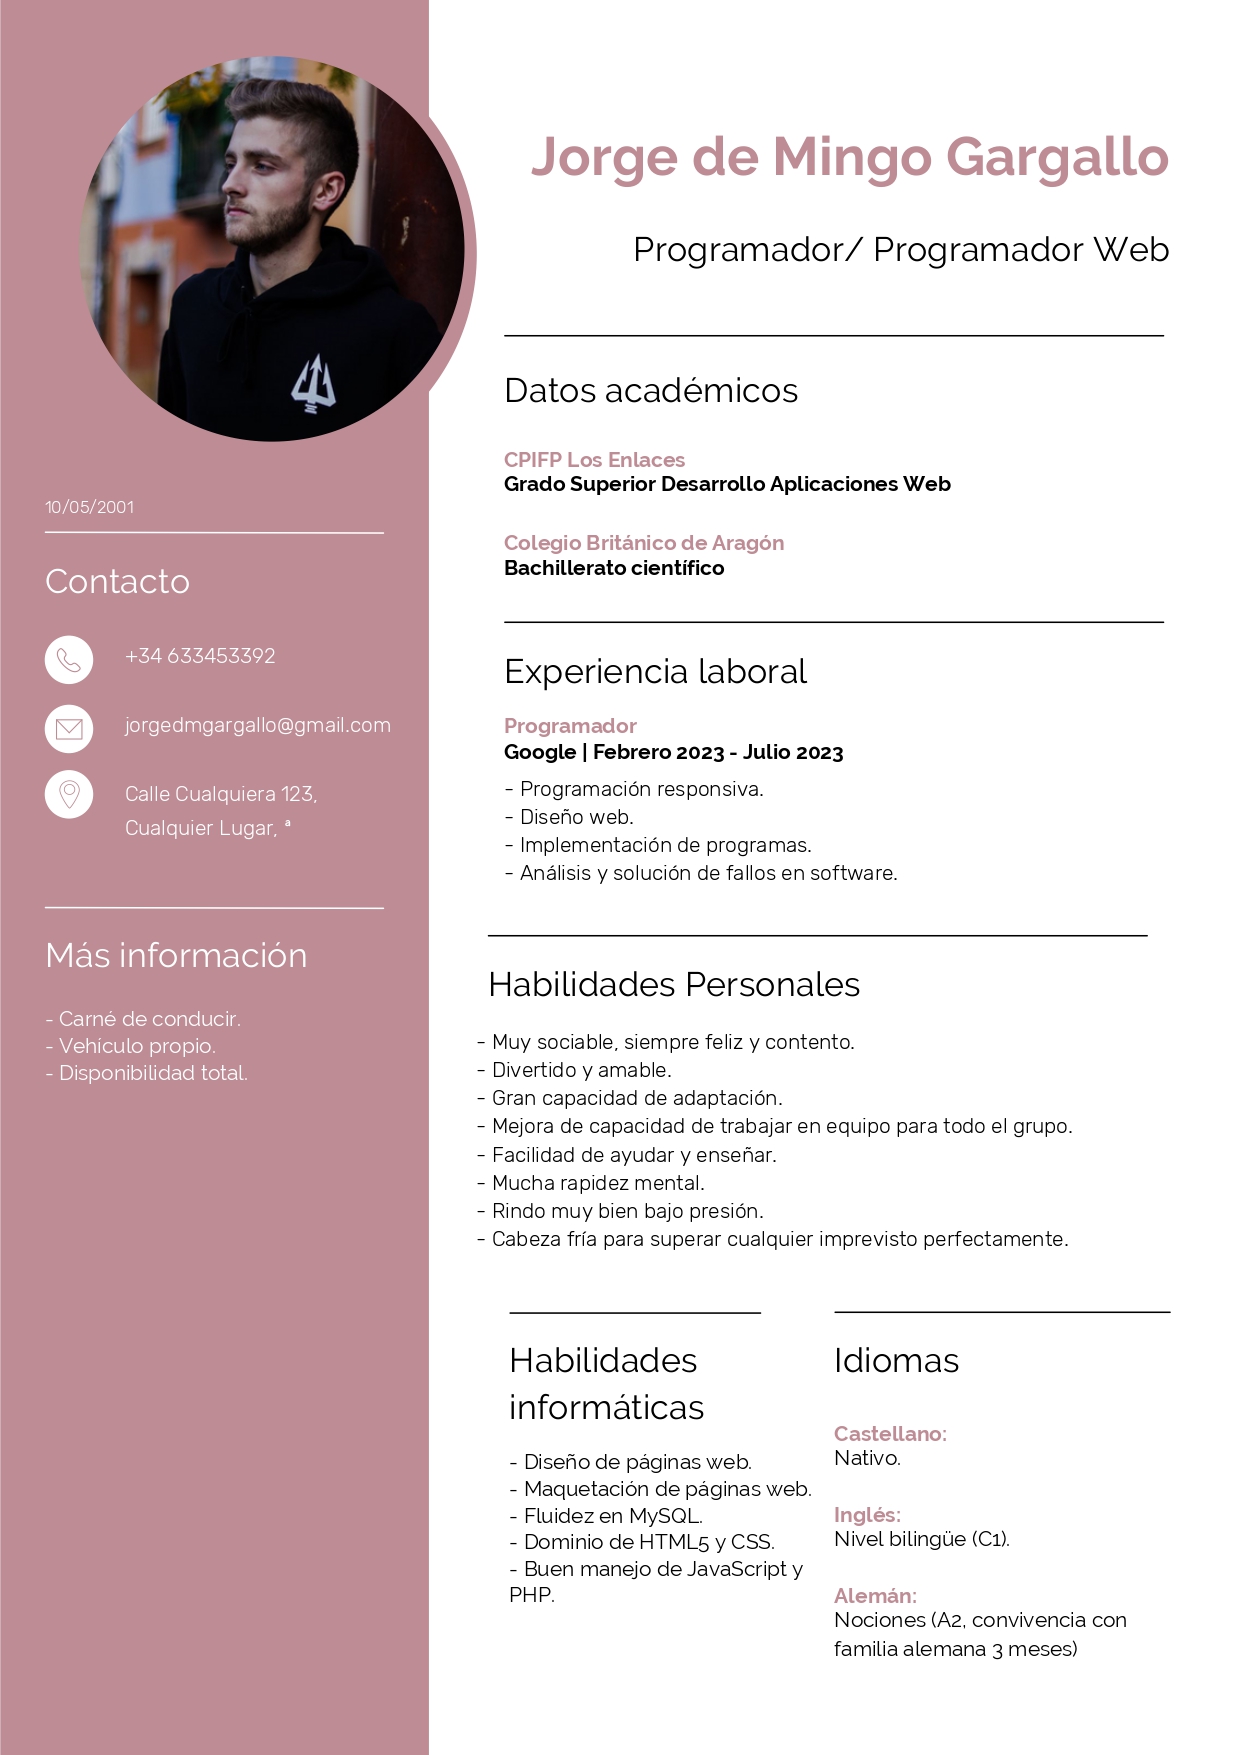 Jorge de Mingo Gargallo
Programador/ Programador Web
10/05/2001
Contacto
+34 633453392
jorgedmgargallo@gmail.com
Calle Cualquiera 123,
Cualquier Lugar, ª
Más información
- Carné de conducir.
- Vehiculo propio.
- Disponibilidad total.
Datos académicos
CPIFP Los Enlaces
Grado Superior Desarrollo Aplicaciones Web
Colegio Británico de Aragón
Bachillerato científico
Experiencia laboral
Programador
Google | Febrero 2023 - Julio 2023
- Programación responsiva.
- Diseño web.
- Implementación de programas.
- Análisis y solución de fallos en software.
Habilidades Personales
- Muy sociable, siempre feliz y contento.
- Divertido y amable.
- Gran capacidad de adaptación.
- Mejora de capacidad de trabajar en equipo para todo el grupo.
- Facilidad de ayudar y enseñar.
- Mucha rapidez mental.
- Rindo muy bien bajo presión.
- Cabeza fría para superar cualquier imprevisto perfectamente.
Habilidades
informáticas
- Diseño de páginas web.
- Maquetación de páginas web.
- Fluidez en MySQL.
- Dominio de HTML5 y CSS.
- Buen manejo de JavaScript y
PHP.
Idiomas
Castellano:
Nativo.
Inglés:
Nivel bilingüe (C1).
Alemán:
Nociones (A2, convivencia con
familia alemana 3 meses)